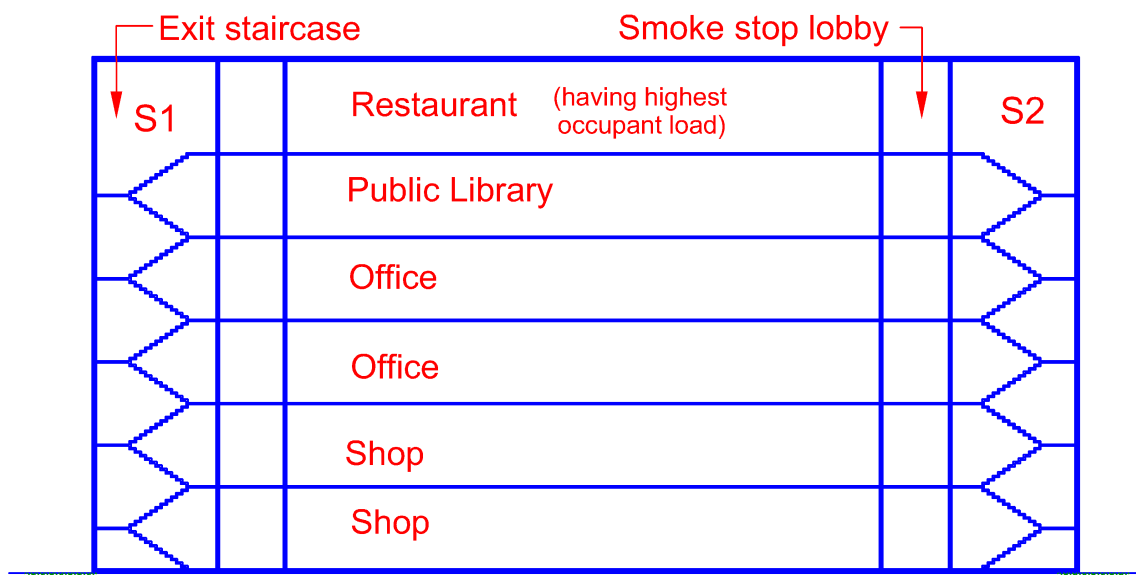 Exit staircase
Smoke stop lobby
S1
Restaurant
(having highest
occupant load)
S2
Public Library
Office
Office
Shop
Shop